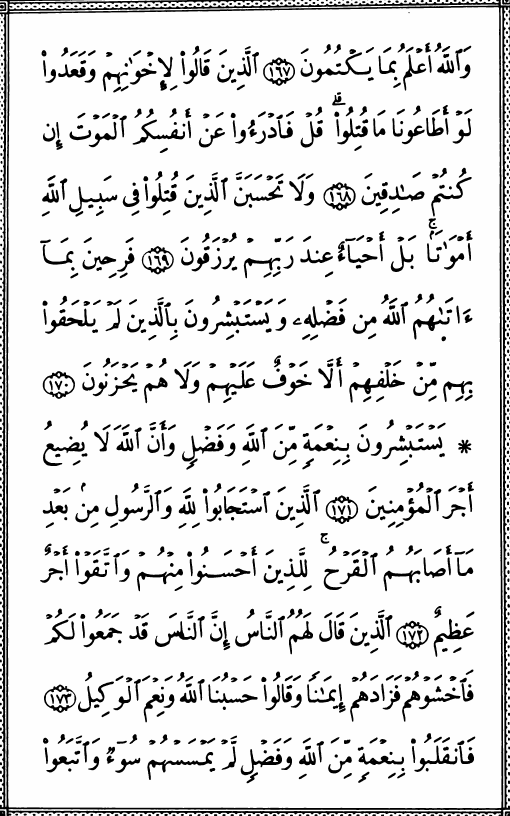 وَٱللَّهُ أَعْلَمُ بِمَا يَكْتُمُونَ ١٦٧ ٱلَّذِينَ قَالُوا۟ لِإِخْوَٰنِهِمْ وَقَعَدُوا۟
لَوْ أَطَاعُونَا مَا قُتِلُوا۟ ۗ قُلْ فَٱدْرَءُوا۟ عَنْ أَنفُسِكُمُ ٱلْمَوْتَ إِن
كُنتُمْ صَٰدِقِينَ ١٦٨ وَلَا تَحْسَبَنَّ ٱلَّذِينَ قُتِلُوا۟ فِى سَبِيلِ ٱللَّهِ
أَمْوَٰتًۢا ۚ بَلْ أَحْيَآءٌ عِندَ رَبِّهِمْ يُرْزَقُونَ ١٦٩ فَرِحِينَ بِمَآ
ءَاتَىٰهُمُ ٱللَّهُ مِن فَضْلِهِۦ وَيَسْتَبْشِرُونَ بِٱلَّذِينَ لَمْ يَلْحَقُوا۟
بِهِم مِّنْ خَلْفِهِمْ أَلَّا خَوْفٌ عَلَيْهِمْ وَلَا هُمْ يَحْزَنُونَ ١٧٠
* يَسْتَبْشِرُونَ بِنِعْمَةٍ مِّنَ ٱللَّهِ وَفَضْلٍ وَأَنَّ ٱللَّهَ لَا يُضِيعُ
أَجْرَ ٱلْمُؤْمِنِينَ ١٧١ ٱلَّذِينَ ٱسْتَجَابُوا۟ لِلَّهِ وَٱلرَّسُولِ مِنۢ بَعْدِ
مَآ أَصَابَهُمُ ٱلْقَرْحُ ۚ لِلَّذِينَ أَحْسَنُوا۟ مِنْهُمْ وَٱتَّقَوْا۟ أَجْرٌ
عَظِيمٌ ١٧٢ ٱلَّذِينَ قَالَ لَهُمُ ٱلنَّاسُ إِنَّ ٱلنَّاسَ قَدْ جَمَعُوا۟ لَكُمْ
فَٱخْشَوْهُمْ فَزَادَهُمْ إِيمَٰنًا وَقَالُوا۟ حَسْبُنَا ٱللَّهُ وَنِعْمَ ٱلْوَكِيلُ ١٧٣
فَٱنقَلَبُوا۟ بِنِعْمَةٍ مِّنَ ٱللَّهِ وَفَضْلٍ لَّمْ يَمْسَسْهُمْ سُوٓءٌ وَٱتَّبَعُوا۟